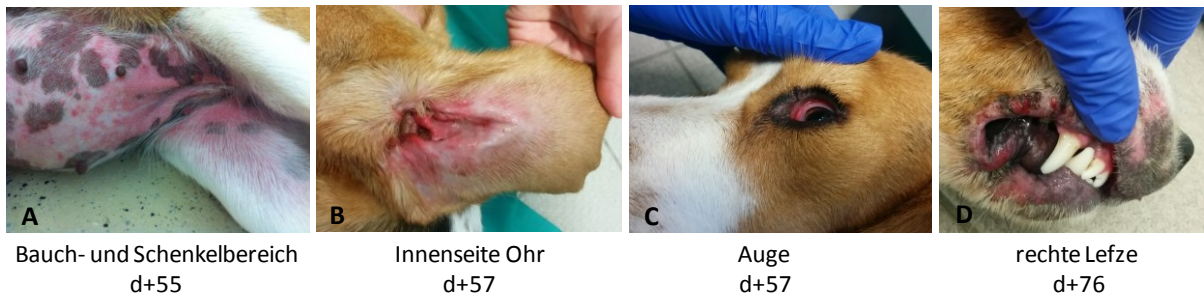 A
B
C
D
Bauch- und Schenkelbereich
d+55
Innenseite Ohr
d+57
Auge
d+57
rechte Lefze
d+76